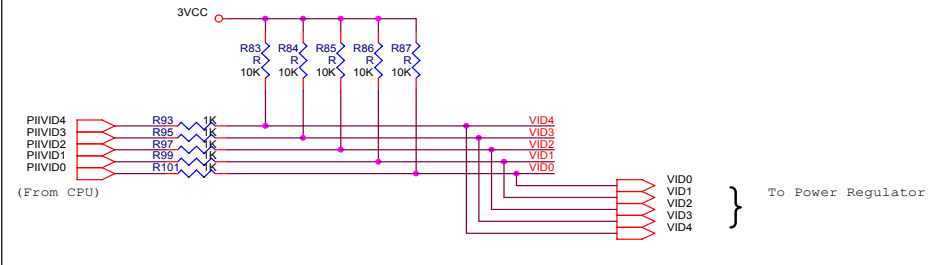 3VCC
R83 R84 R85 R86 R87
R R R R R
10K 10K 10K 10K 10K
PIIVID4 R93 1K VID4
PIIVID3 R95 1K VID3
PIIVID2 R97 1K VID2
PIIVID1 R99 1K VID1
PIIVID0 R101 1K VID0
(From CPU)
VID0
VID1
VID2
VID3
VID4
} To Power Regulator